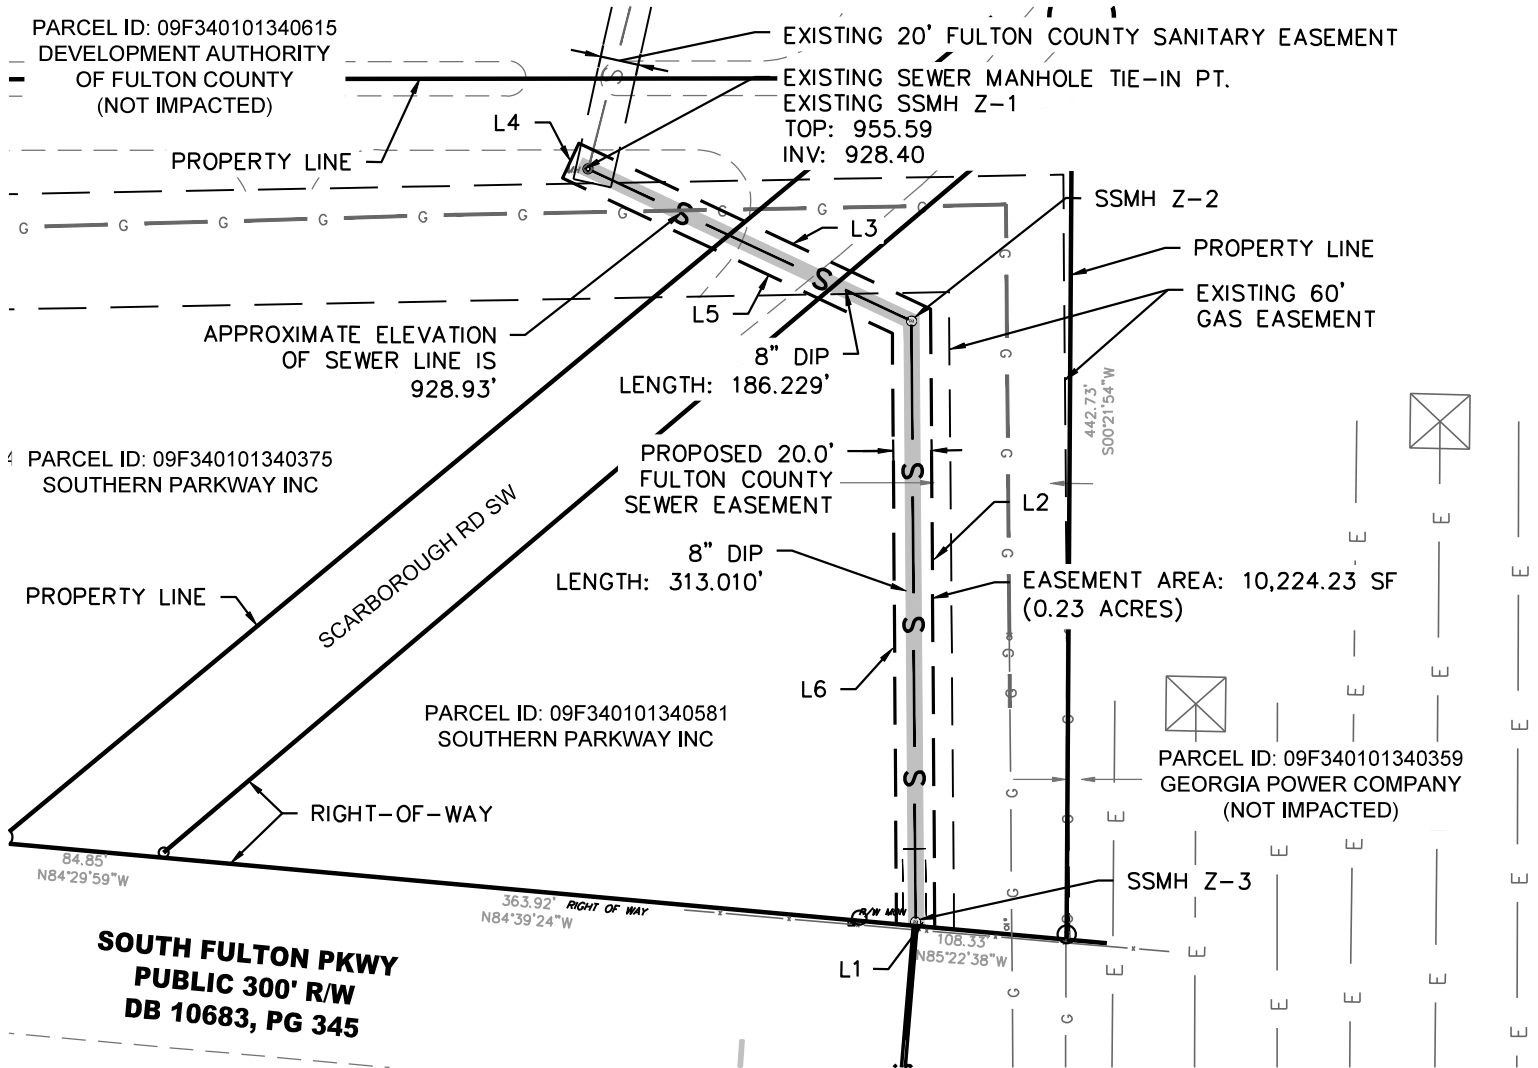 PARCEL ID: 09F340101340615
DEVELOPMENT AUTHORITY
OF FULTON COUNTY
(NOT IMPACTED)
EXISTING 20' FULTON COUNTY SANITARY EASEMENT
EXISTING SEWER MANHOLE TIE-IN PT.
EXISTING SSMH Z-1
TOP: 955.59
INV: 928.40
L4
PROPERTY LINE
S
MH
SSMH Z-2
G G G G G G G G G G
S
L3
PROPERTY LINE
G
S
EXISTING 60'
GAS EASEMENT
L5
APPROXIMATE ELEVATION
OF SEWER LINE IS
928.93'
8" DIP
LENGTH: 186.229'
G
442.73'
S00°21'54"W
PARCEL ID: 09F340101340375
SOUTHERN PARKWAY INC
PROPOSED 20.0'
FULTON COUNTY
SEWER EASEMENT
S
G
L2
SCARBOROUGH RD SW
8" DIP
LENGTH: 313.010'
G
EASEMENT AREA: 10,224.23 SF
(0.23 ACRES)
PROPERTY LINE
S
G
L6
G
PARCEL ID: 09F340101340581
SOUTHERN PARKWAY INC
G
S
PARCEL ID: 09F340101340359
GEORGIA POWER COMPANY
(NOT IMPACTED)
G
G
RIGHT-OF-WAY
E E E E E E E E E E
84.85'
N84°29'59"W
SSMH Z-3
363.92' RIGHT OF WAY
N84°39'24"W
R/W MON
G
G
108.33'
N85°22'38"W
L1
SOUTH FULTON PKWY
PUBLIC 300' R/W
DB 10683, PG 345
G
G
E E E E E